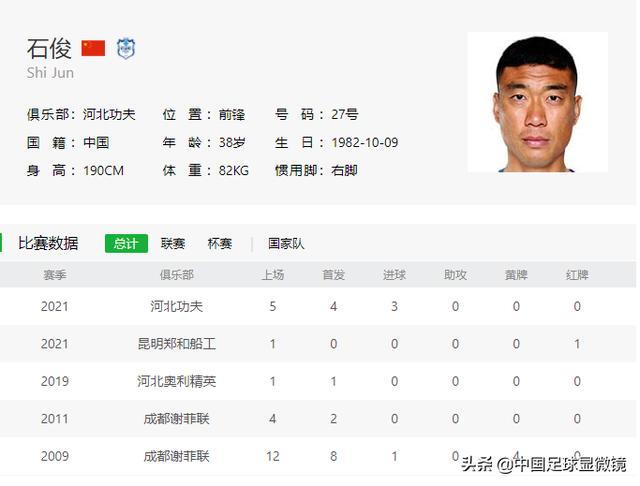 石俊
Shi Jun
俱乐部：河北功夫 位 置：前锋 号 码：27号
国 籍：中国 年 龄：38岁 生 日：1982-10-09
身 高：190CM 体 重：82KG 惯用脚：右脚
比赛数据 总计 联赛 杯赛 国家队
赛季 俱乐部 上场 首发 进球 助攻 黄牌 红牌
2021 河北功夫 5 4 3 0 0 0
2021 昆明郑和船工 1 0 0 0 0 1
2019 河北奥利精英 1 1 0 0 0 0
2011 成都谢菲联 4 2 0 0 0 0
2009 成都谢菲联 12 8 1 0 4 0
头条 @中国足球显微镜